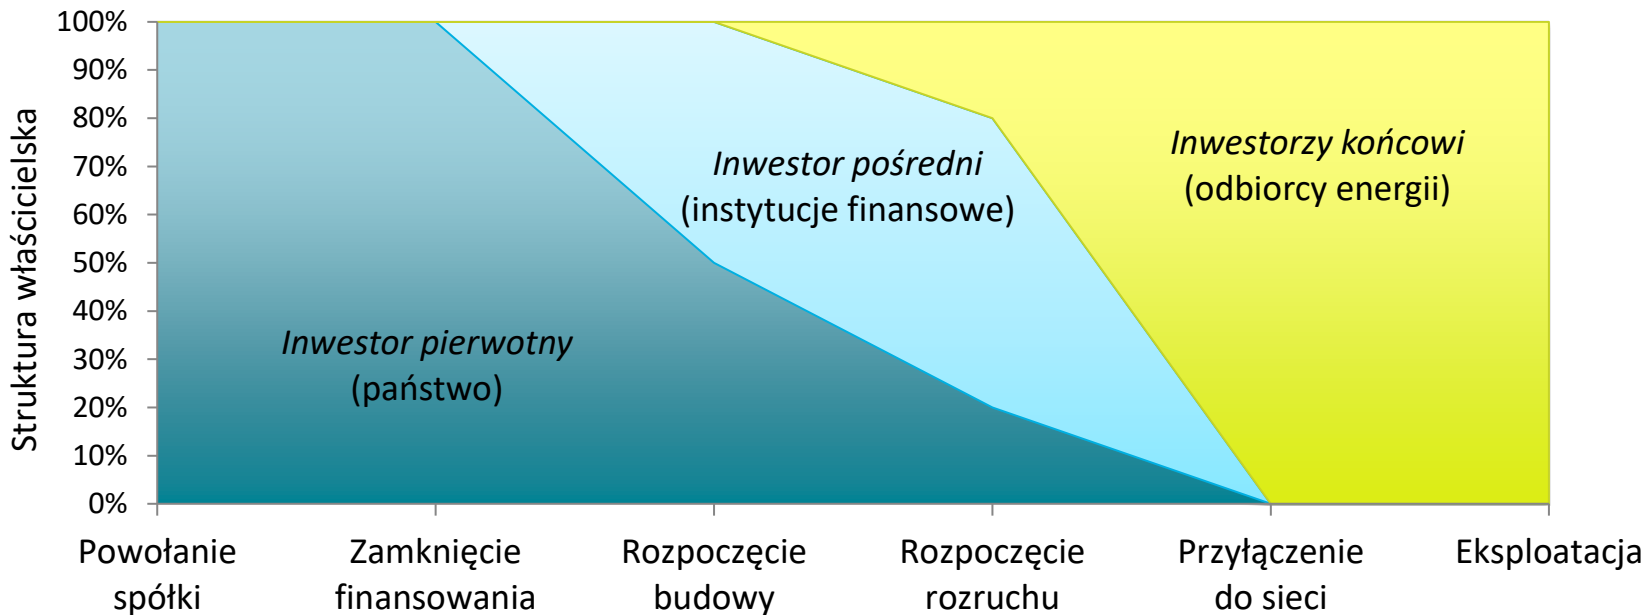 Struktura właścicielska
100%
90%
80%
70%
60%
50%
40%
30%
20%
10%
0%
Inwestor pierwotny
(państwo)
Inwestor pośredni
(instytucje finansowe)
Inwestorzy końcowi
(odbiorcy energii)
Powołanie
spółki
Zamknięcie
finansowania
Rozpoczęcie
budowy
Rozpoczęcie
rozruchu
Przyłączenie
do sieci
Eksploatacja